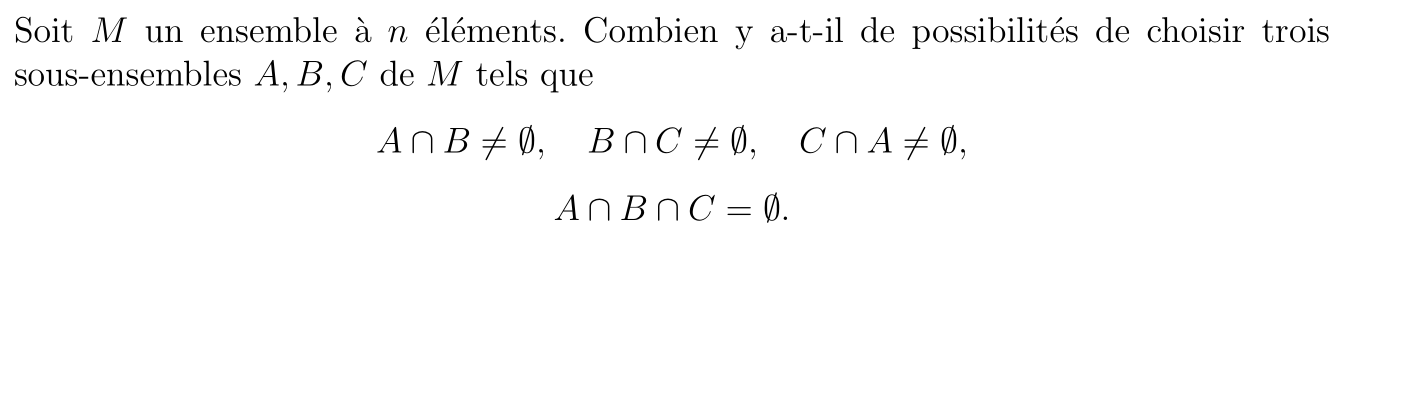 Soit M un ensemble à n éléments. Combien y a-t-il de possibilités de choisir trois
sous-ensembles A, B, C de M tels que
A ∩ B ≠ ∅, B ∩ C ≠ ∅, C ∩ A ≠ ∅,
A ∩ B ∩ C = ∅.